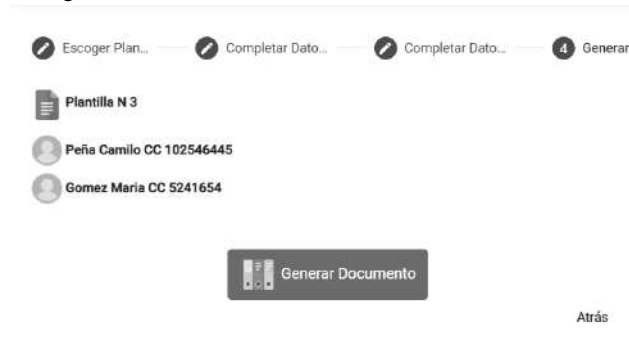 Escoger Plan... Completar Dato... Completar Dato... 4 Generar
Plantilla N 3
Peña Camilo CC 102546445
Gomez Maria CC 5241654
Generar Documento
Atrás